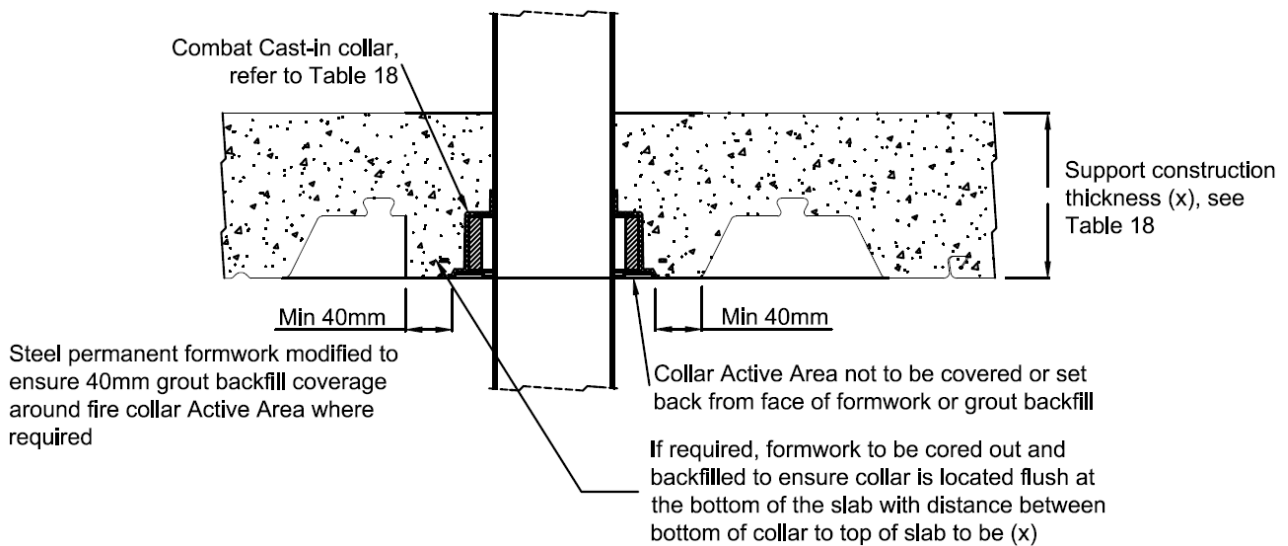 Combat Cast-in collar,
refer to Table 18
Support construction
thickness (x), see
Table 18
Min 40mm
Min 40mm
Steel permanent formwork modified to
ensure 40mm grout backfill coverage
around fire collar Active Area where
required
Collar Active Area not to be covered or set
back from face of formwork or grout backfill
If required, formwork to be cored out and
backfilled to ensure collar is located flush at
the bottom of the slab with distance between
bottom of collar to top of slab to be (x)